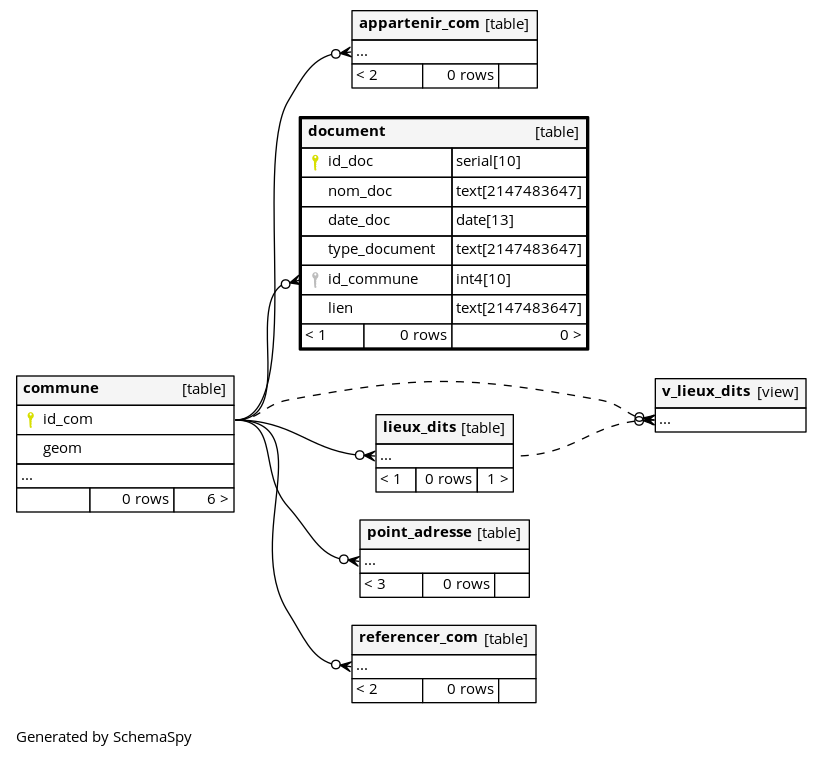 appartenir_com [table]
...
< 2 0 rows
document [table]
id_doc serial[10]
nom_doc text[2147483647]
date_doc date[13]
type_document text[2147483647]
id_commune int4[10]
lien text[2147483647]
< 1 0 rows 0 >
commune [table]
id_com
geom
...
0 rows 6 >
lieux_dits [table]
...
< 1 0 rows 1 >
v_lieux_dits [view]
...
point_adresse [table]
...
< 3 0 rows
referencer_com [table]
...
< 2 0 rows
Generated by SchemaSpy